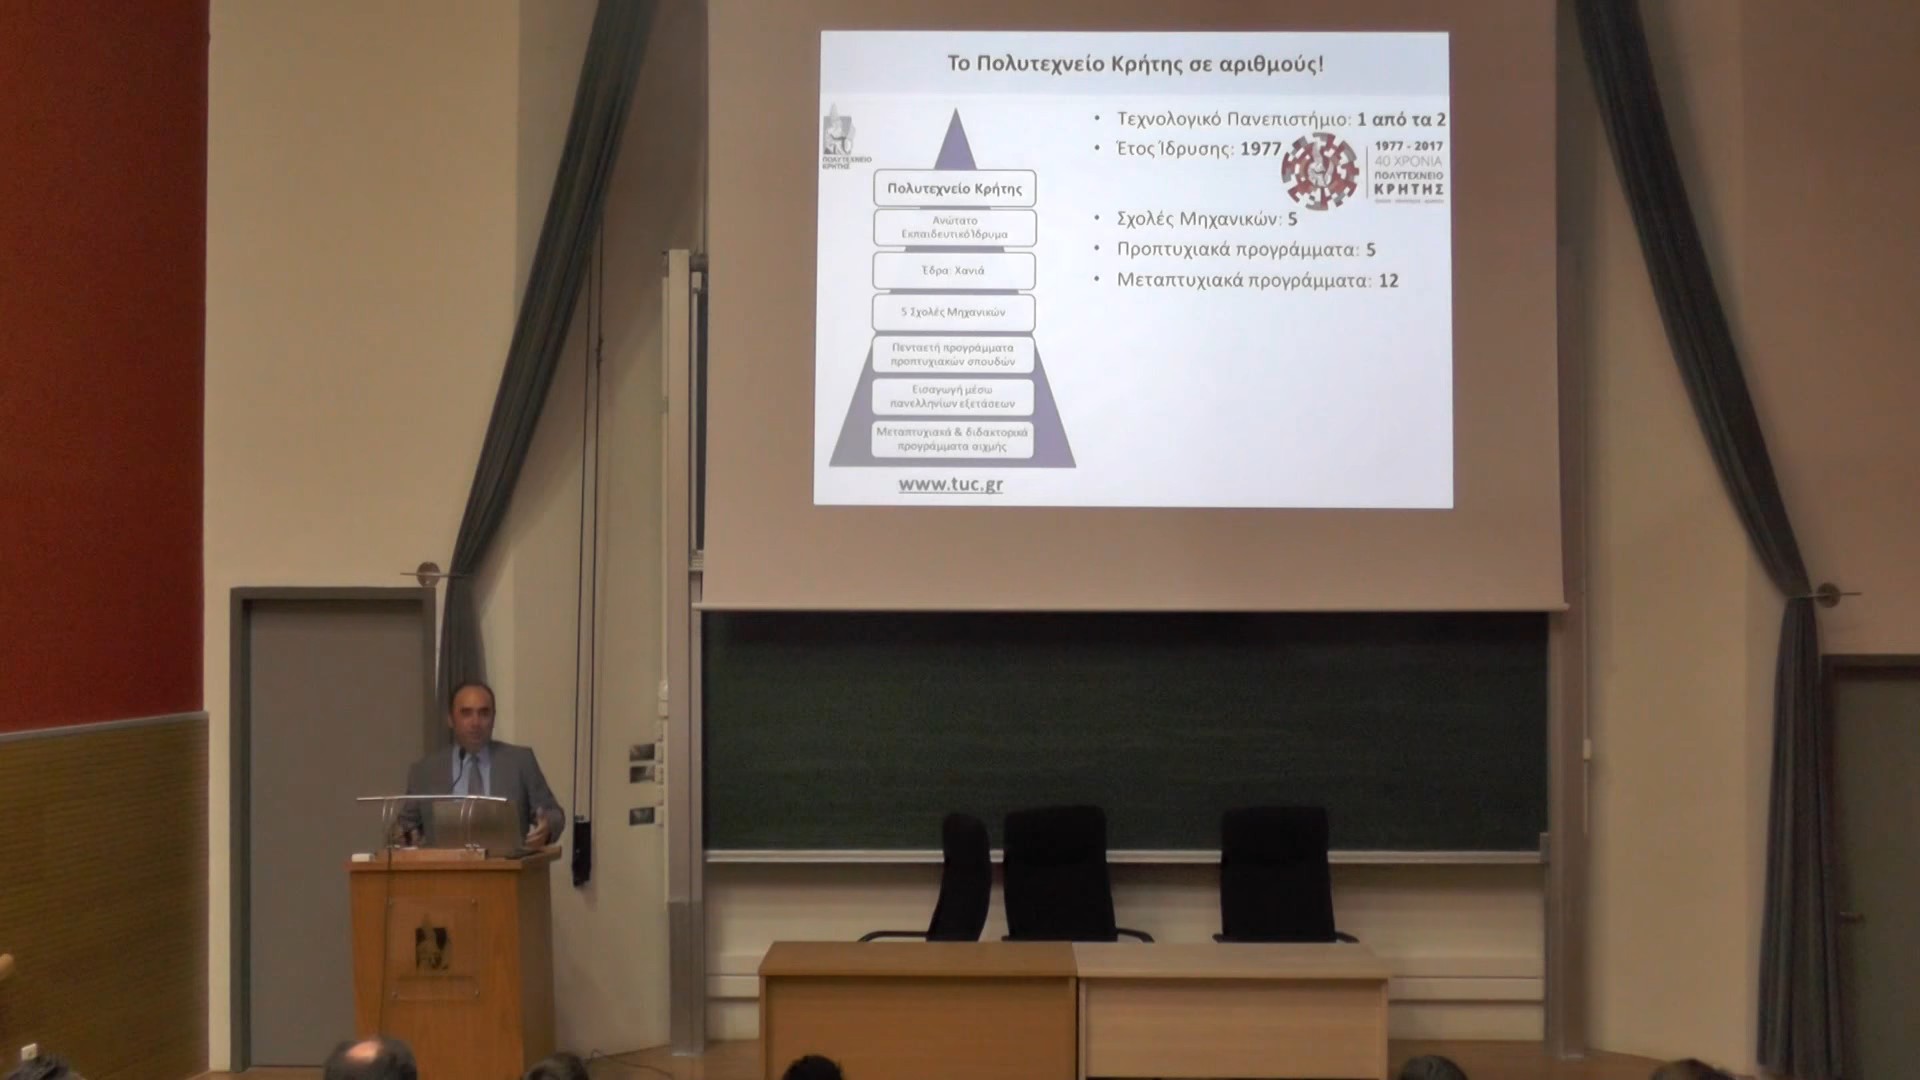 Το Πολυτεχνείο Κρήτης σε αριθμούς!
ΠΟΛΥΤΕΧΝΕΙΟ
ΚΡΗΤΗΣ
Πολυτεχνείο Κρήτης
Ανώτατο
Εκπαιδευτικό Ίδρυμα
Έδρα: Χανιά
5 Σχολές Μηχανικών
Πενταετή προγράμματα
προπτυχιακών σπουδών
Εισαγωγή μέσω
πανελληνίων εξετάσεων
Μεταπτυχιακά & διδακτορικά
προγράμματα αιχμής
www.tuc.gr
• Τεχνολογικό Πανεπιστήμιο: 1 από τα 2
• Έτος Ίδρυσης: 1977
1977 - 2017
40 ΧΡΟΝΙΑ
ΠΟΛΥΤΕΧΝΕΙΟ
ΚΡΗΤΗΣ
• Σχολές Μηχανικών: 5
• Προπτυχιακά προγράμματα: 5
• Μεταπτυχιακά προγράμματα: 12